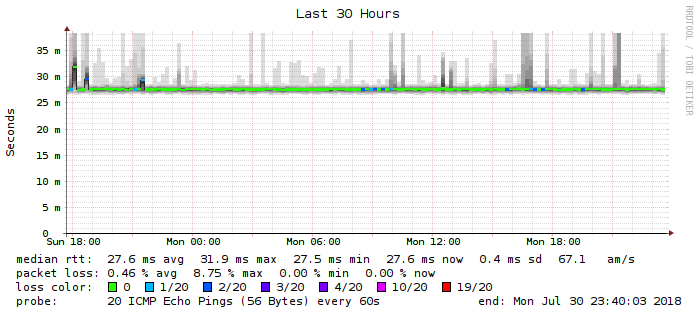 Last 30 Hours
RRDTOOL / TOBI OETIKER
Seconds
35 m
30 m
25 m
20 m
15 m
10 m
5 m
0
Sun 18:00 Mon 00:00 Mon 06:00 Mon 12:00 Mon 18:00
median rtt: 27.6 ms avg 31.9 ms max 27.5 ms min 27.6 ms now 0.4 ms sd 67.1 am/s
packet loss: 0.46 % avg 8.75 % max 0.00 % min 0.00 % now
loss color: 0 1/20 2/20 3/20 4/20 10/20 19/20
probe: 20 ICMP Echo Pings (56 Bytes) every 60s end: Mon Jul 30 23:40:03 2018